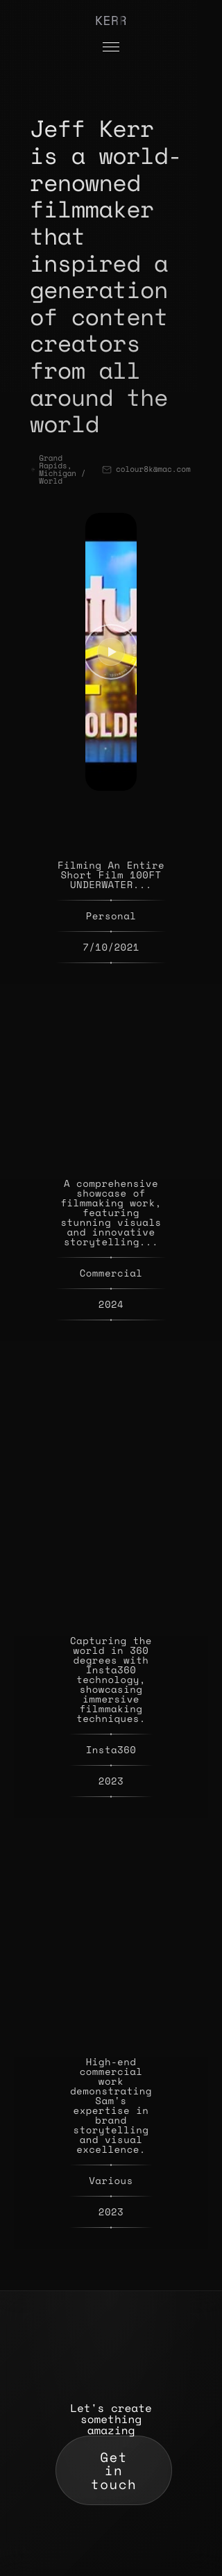 KERR
Jeff Kerr
is a world-
renowned
filmmaker
that
inspired a
generation
of content
creators
from all
around the
world
Grand
Rapids,
Michigan /
World
colour8k@mac.com
OLDE
Filming An Entire
Short Film 100FT
UNDERWATER...
Personal
7/10/2021
A comprehensive
showcase of
filmmaking work,
featuring
stunning visuals
and innovative
storytelling...
Commercial
2024
Capturing the
world in 360
degrees with
Insta360
technology,
showcasing
immersive
filmmaking
techniques.
Insta360
2023
High-end
commercial
work
demonstrating
Sam's
expertise in
brand
storytelling
and visual
excellence.
Various
2023
Let's create
something
amazing
Get
in
touch